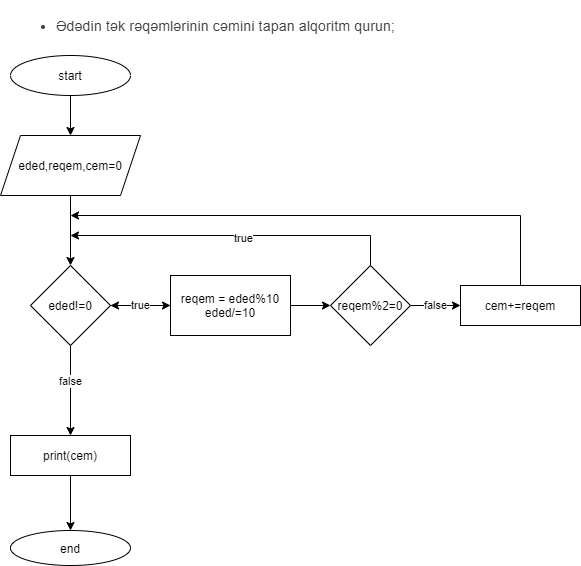 • Ədədin tək rəqəmlərinin cəmini tapan alqoritm qurun;
start
eded,reqem,cem=0
true
eded!=0
true
reqem = eded%10
eded/=10
reqem%2=0
false
cem+=reqem
false
print(cem)
end